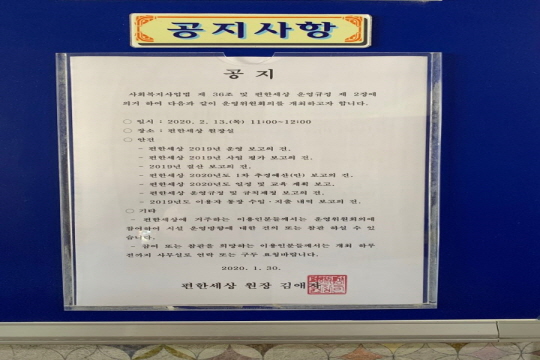 공지사항
공 지
사회복지사업법 제 36조 및 편한세상 운영규정 제 2장에
의거 하여 다음과 같이 운영위원회의를 개최하고자 합니다.
○ 일시 : 2020. 2. 13.(목) 11:00~12:00
○ 장소 : 편한세상 원장실
○ 안건
- 편한세상 2019년 운영 보고의 건.
- 편한세상 2019년 사업 평가 보고의 건.
- 2019년 결산 보고의 건.
- 편한세상 2020년도 1차 추경예산(안) 보고의 건.
- 편한세상 2020년도 일정 및 교육 계획 보고.
- 편한세상 운영규정 및 규칙제정 보고의 건.
- 2019년도 이용자 통장 수입·지출 내역 보고의 건.
○ 기타
- 편한세상에 거주하는 이용인분들께서는 운영위원회의에
참여하여 시설 운영방향에 대한 건의 또는 참관 하실 수 있
습니다.
- 참여 또는 참관을 희망하는 이용인분들께서는 개최 하루
전까지 사무실로 연락 또는 구두 요청바랍니다.
2020. 1. 30.
편한세상 원장 김애